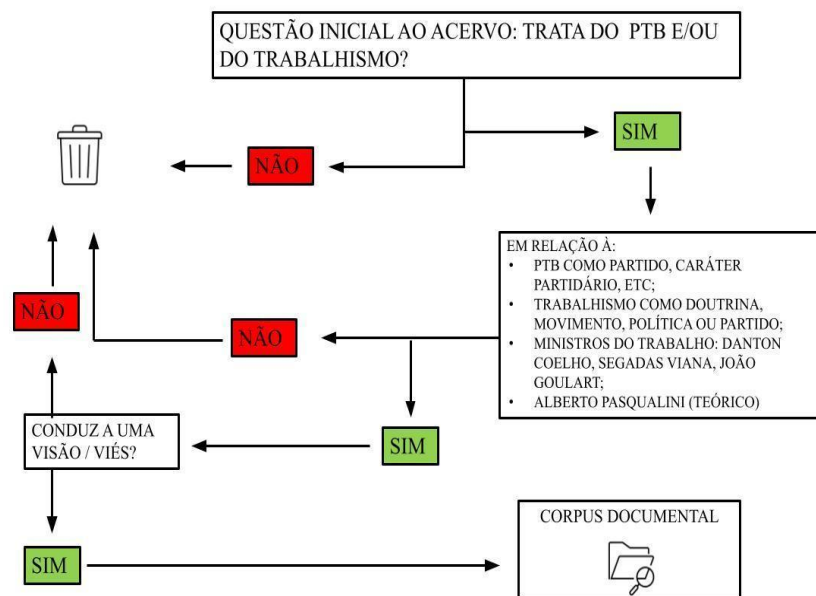 QUESTÃO INICIAL AO ACERVO: TRATA DO PTB E/OU
DO TRABALHISMO?
SIM
NÃO
EM RELAÇÃO À:
• PTB COMO PARTIDO, CARÁTER
PARTIDÁRIO, ETC;
• TRABALHISMO COMO DOUTRINA,
MOVIMENTO, POLÍTICA OU PARTIDO;
• MINISTROS DO TRABALHO: DANTON
COELHO, SEGADAS VIANA, JOÃO
GOULART;
• ALBERTO PASQUALINI (TEÓRICO)
NÃO
NÃO
SIM
CONDUZ A UMA
VISÃO / VIÉS?
SIM
CORPUS DOCUMENTAL